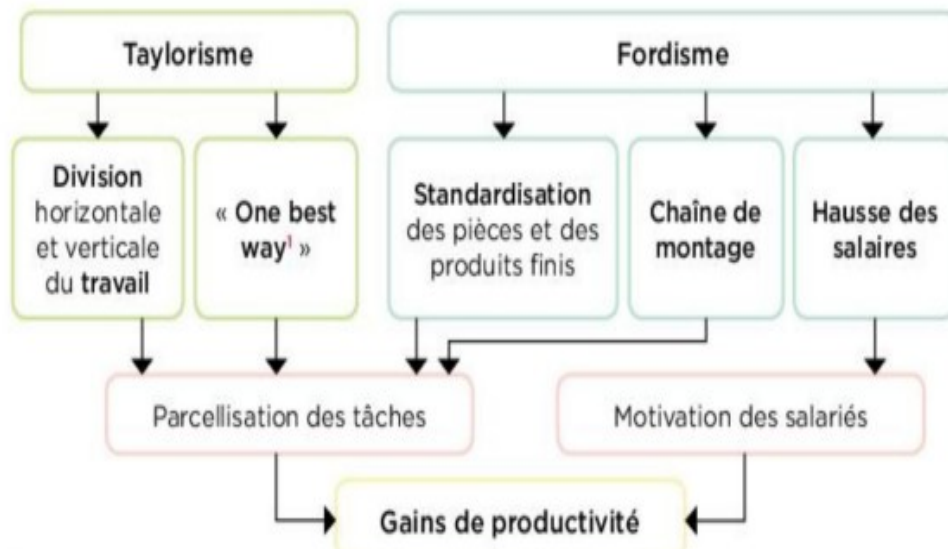 Taylorisme
Fordisme
Division
horizontale
et verticale
du travail
« One best
way¹ »
Standardisation
des pièces et des
produits finis
Chaîne de
montage
Hausse des
salaires
Parcellisation des tâches
Motivation des salariés
Gains de productivité